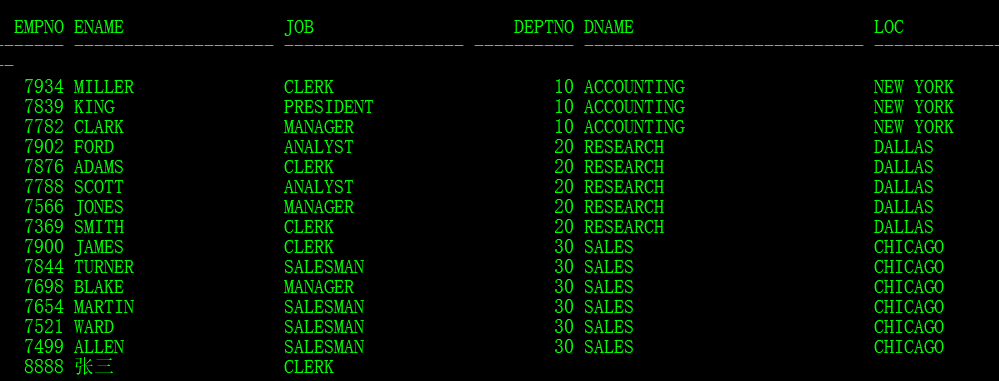 EMPNO ENAME JOB DEPTNO DNAME LOC
------- -------------------- ------------------ ---------- ---------------------------- -------------
--
7934 MILLER CLERK 10 ACCOUNTING NEW YORK
7839 KING PRESIDENT 10 ACCOUNTING NEW YORK
7782 CLARK MANAGER 10 ACCOUNTING NEW YORK
7902 FORD ANALYST 20 RESEARCH DALLAS
7876 ADAMS CLERK 20 RESEARCH DALLAS
7788 SCOTT ANALYST 20 RESEARCH DALLAS
7566 JONES MANAGER 20 RESEARCH DALLAS
7369 SMITH CLERK 20 RESEARCH DALLAS
7900 JAMES CLERK 30 SALES CHICAGO
7844 TURNER SALESMAN 30 SALES CHICAGO
7698 BLAKE MANAGER 30 SALES CHICAGO
7654 MARTIN SALESMAN 30 SALES CHICAGO
7521 WARD SALESMAN 30 SALES CHICAGO
7499 ALLEN SALESMAN 30 SALES CHICAGO
8888 张三 CLERK